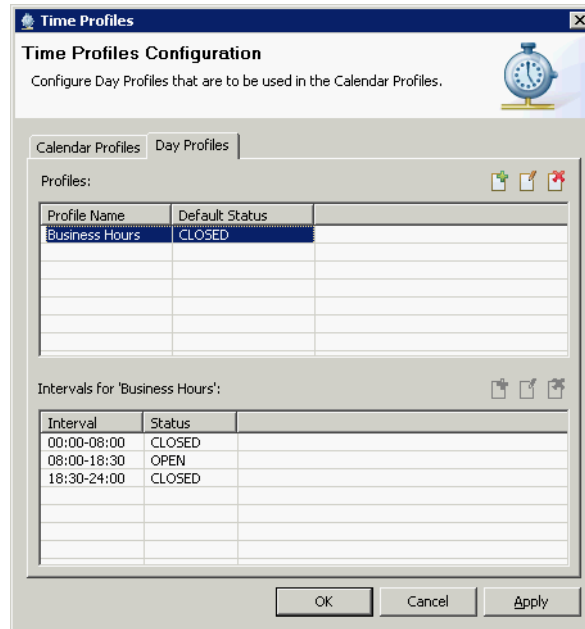 Time Profiles
Time Profiles Configuration
Configure Day Profiles that are to be used in the Calendar Profiles.
Calendar Profiles Day Profiles
Profiles:
Profile Name Default Status
Business Hours CLOSED
Intervals for 'Business Hours':
Interval Status
00:00-08:00 CLOSED
08:00-18:30 OPEN
18:30-24:00 CLOSED
OK Cancel Apply